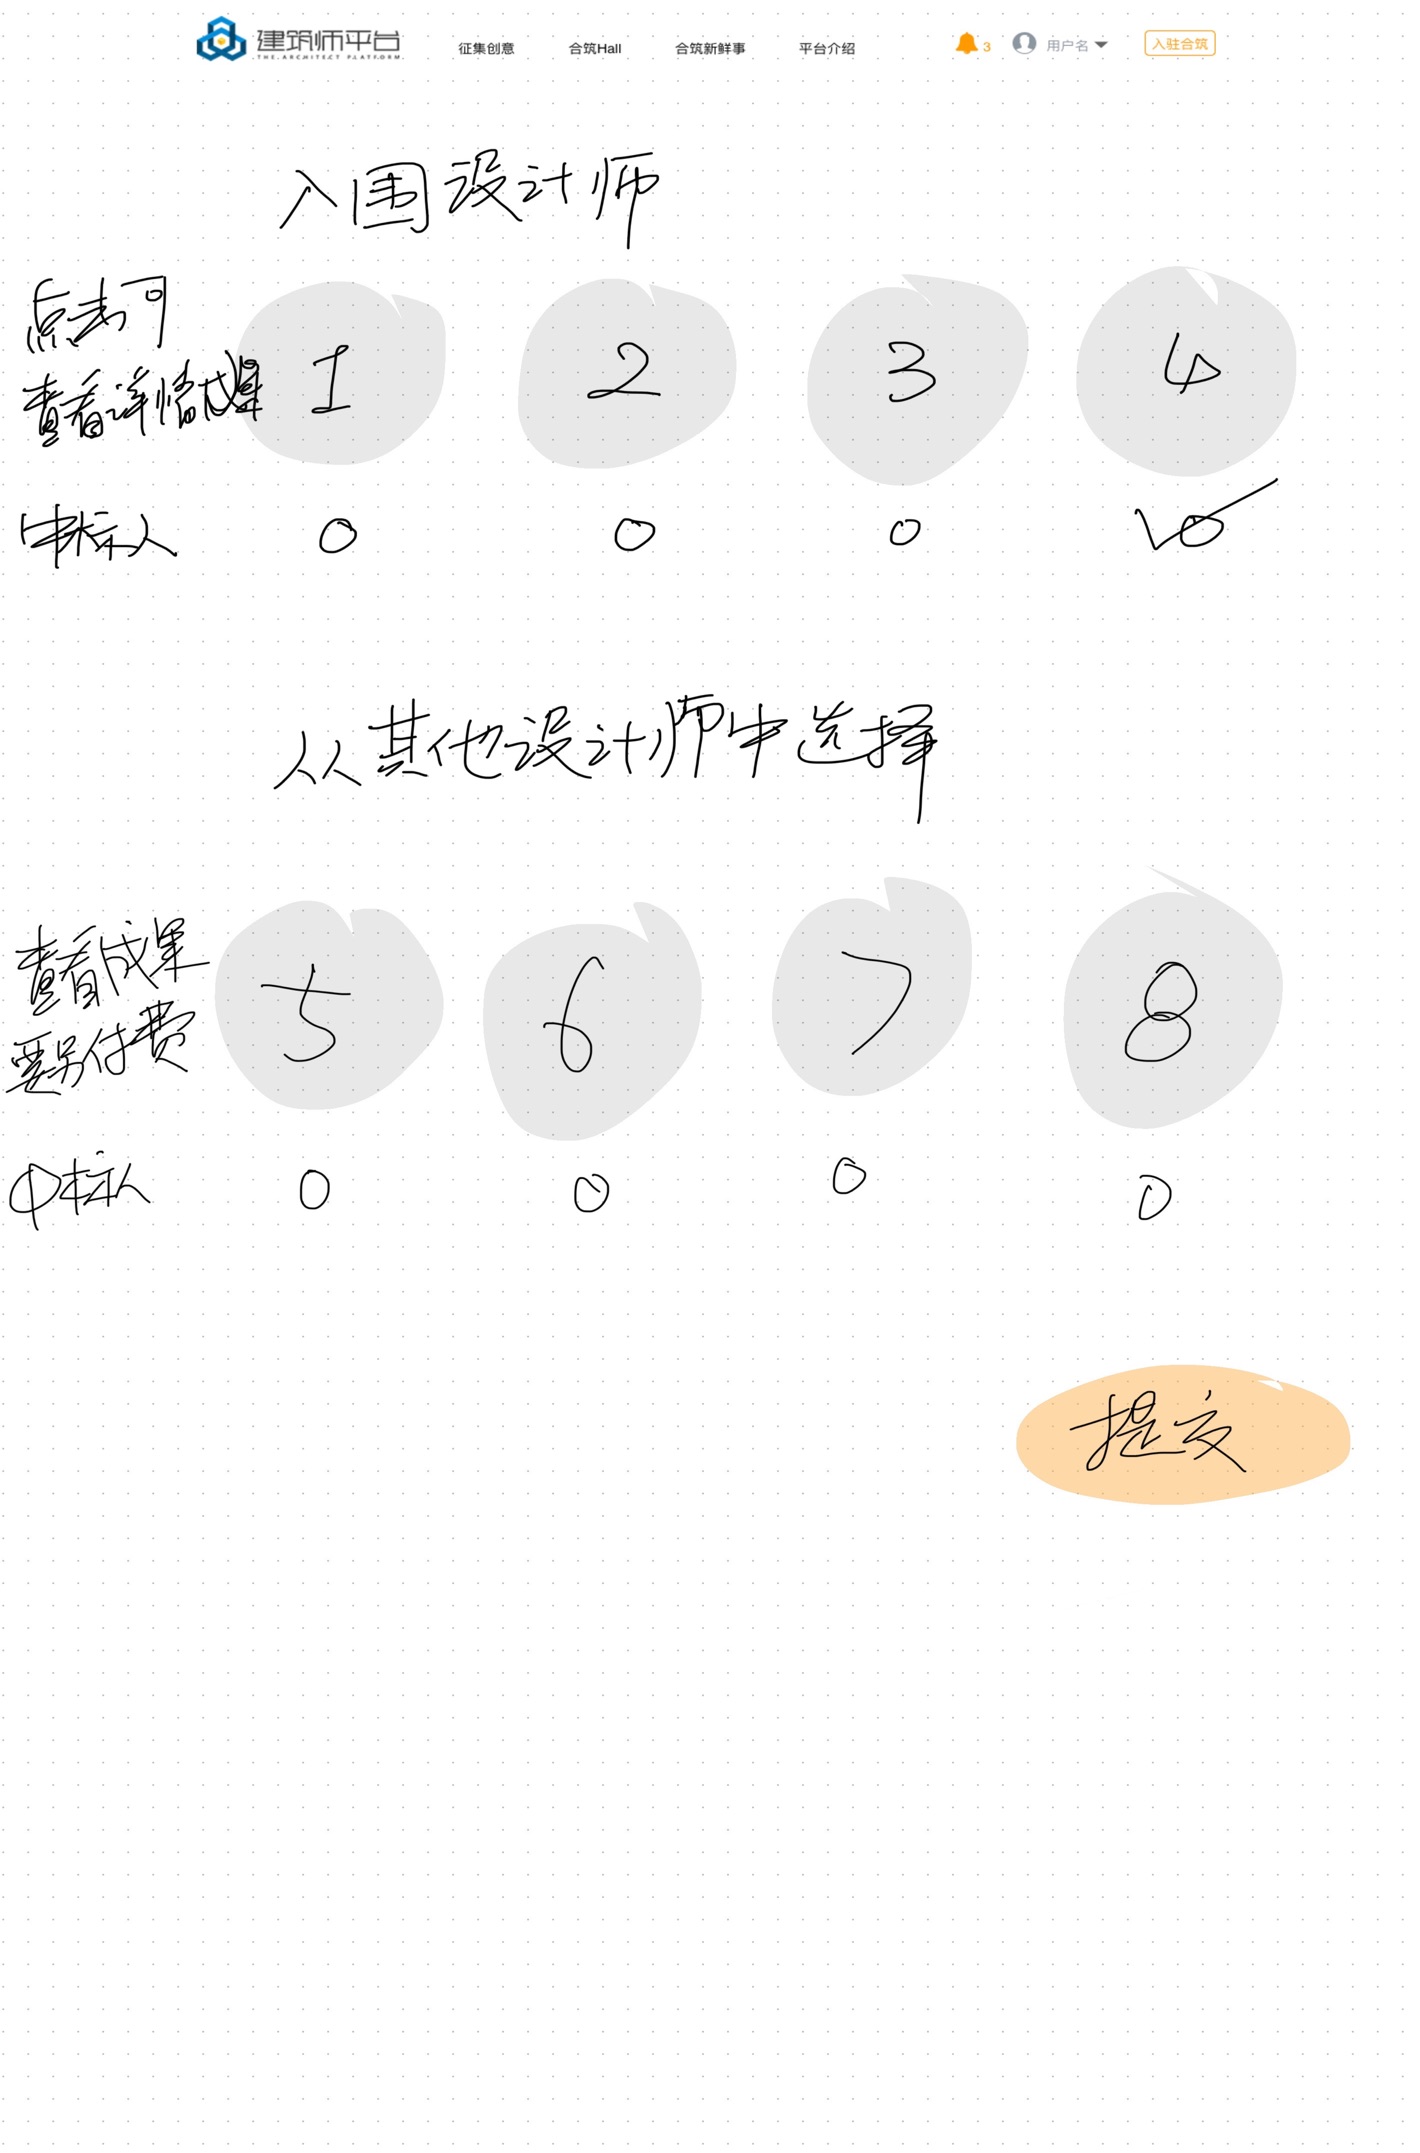 建筑师平台 征集创意 合筑Hall 合筑新鲜事 平台介绍 3 用户名 入驻合筑
THE ARCHITECT PLATFORM
入围设计师
点击可
查看详情成果
1 2 3 4
中标人
从其他设计师中选择
查看成果
要另付费
5 6 7 8
中标人
提交